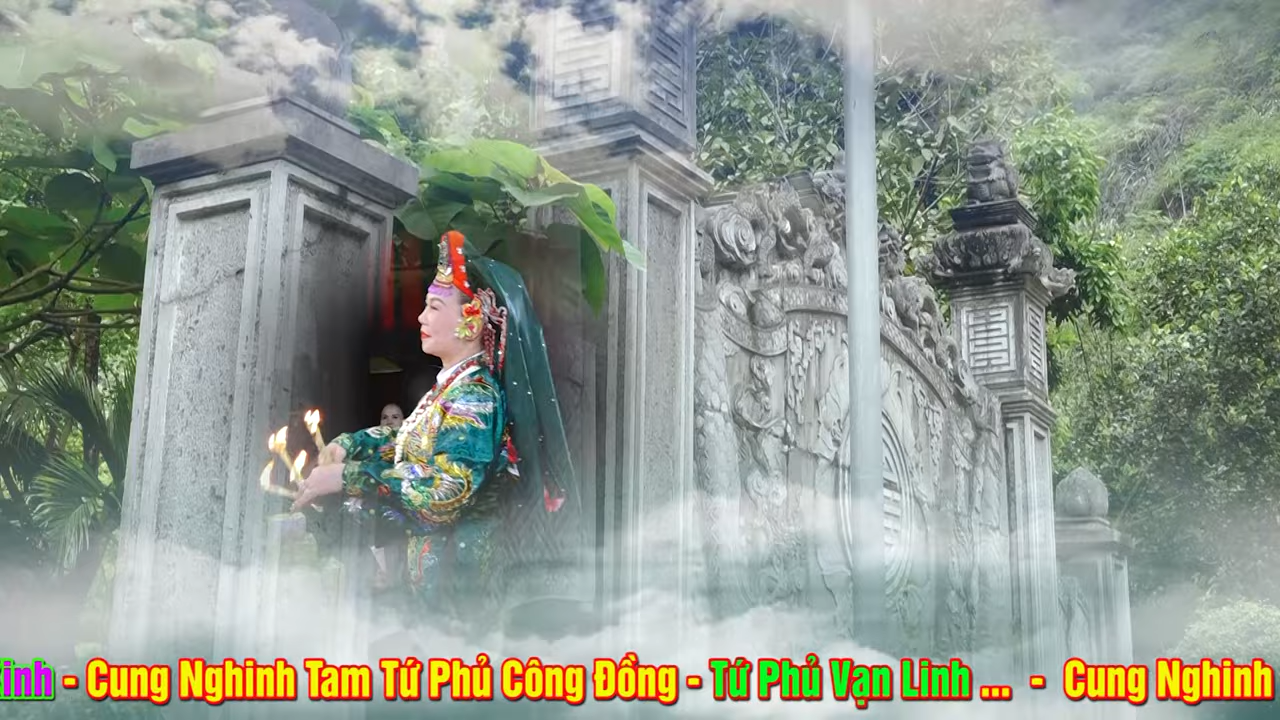 inh - Cung Nghinh Tam Tứ Phủ Công Đồng - Tứ Phủ Vạn Linh ... - Cung Nghinh